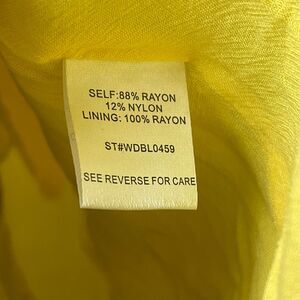 SELF:88% RAYON
12% NYLON
LINING: 100% RAYON
ST#WDBL0459
SEE REVERSE FOR CARE